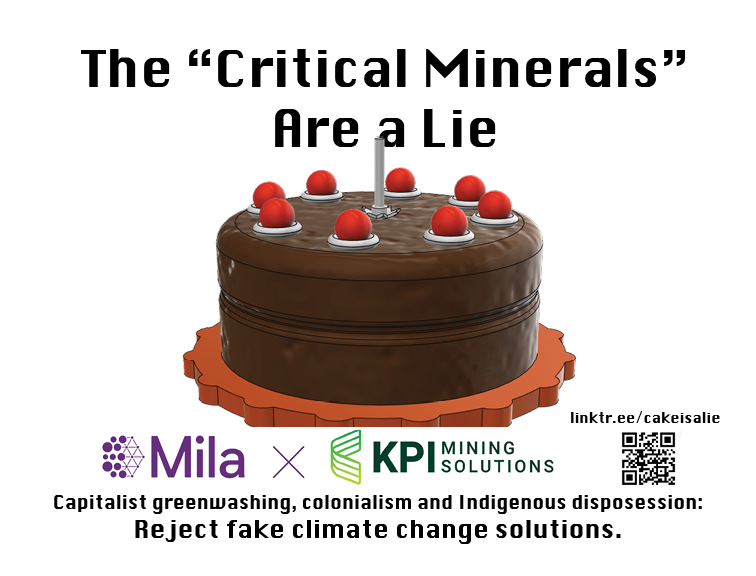 The “Critical Minerals”
Are a Lie
linktr.ee/cakeisalie
Mila
KPI MINING
SOLUTIONS
Capitalist greenwashing, colonialism and Indigenous disposession:
Reject fake climate change solutions.